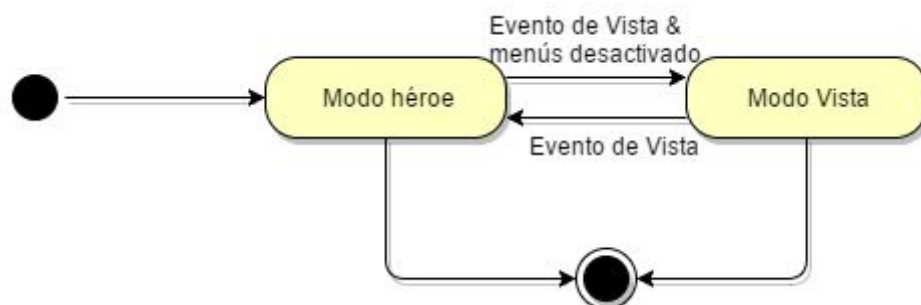 Evento de Vista &
menús desactivado
Modo héroe
Modo Vista
Evento de Vista